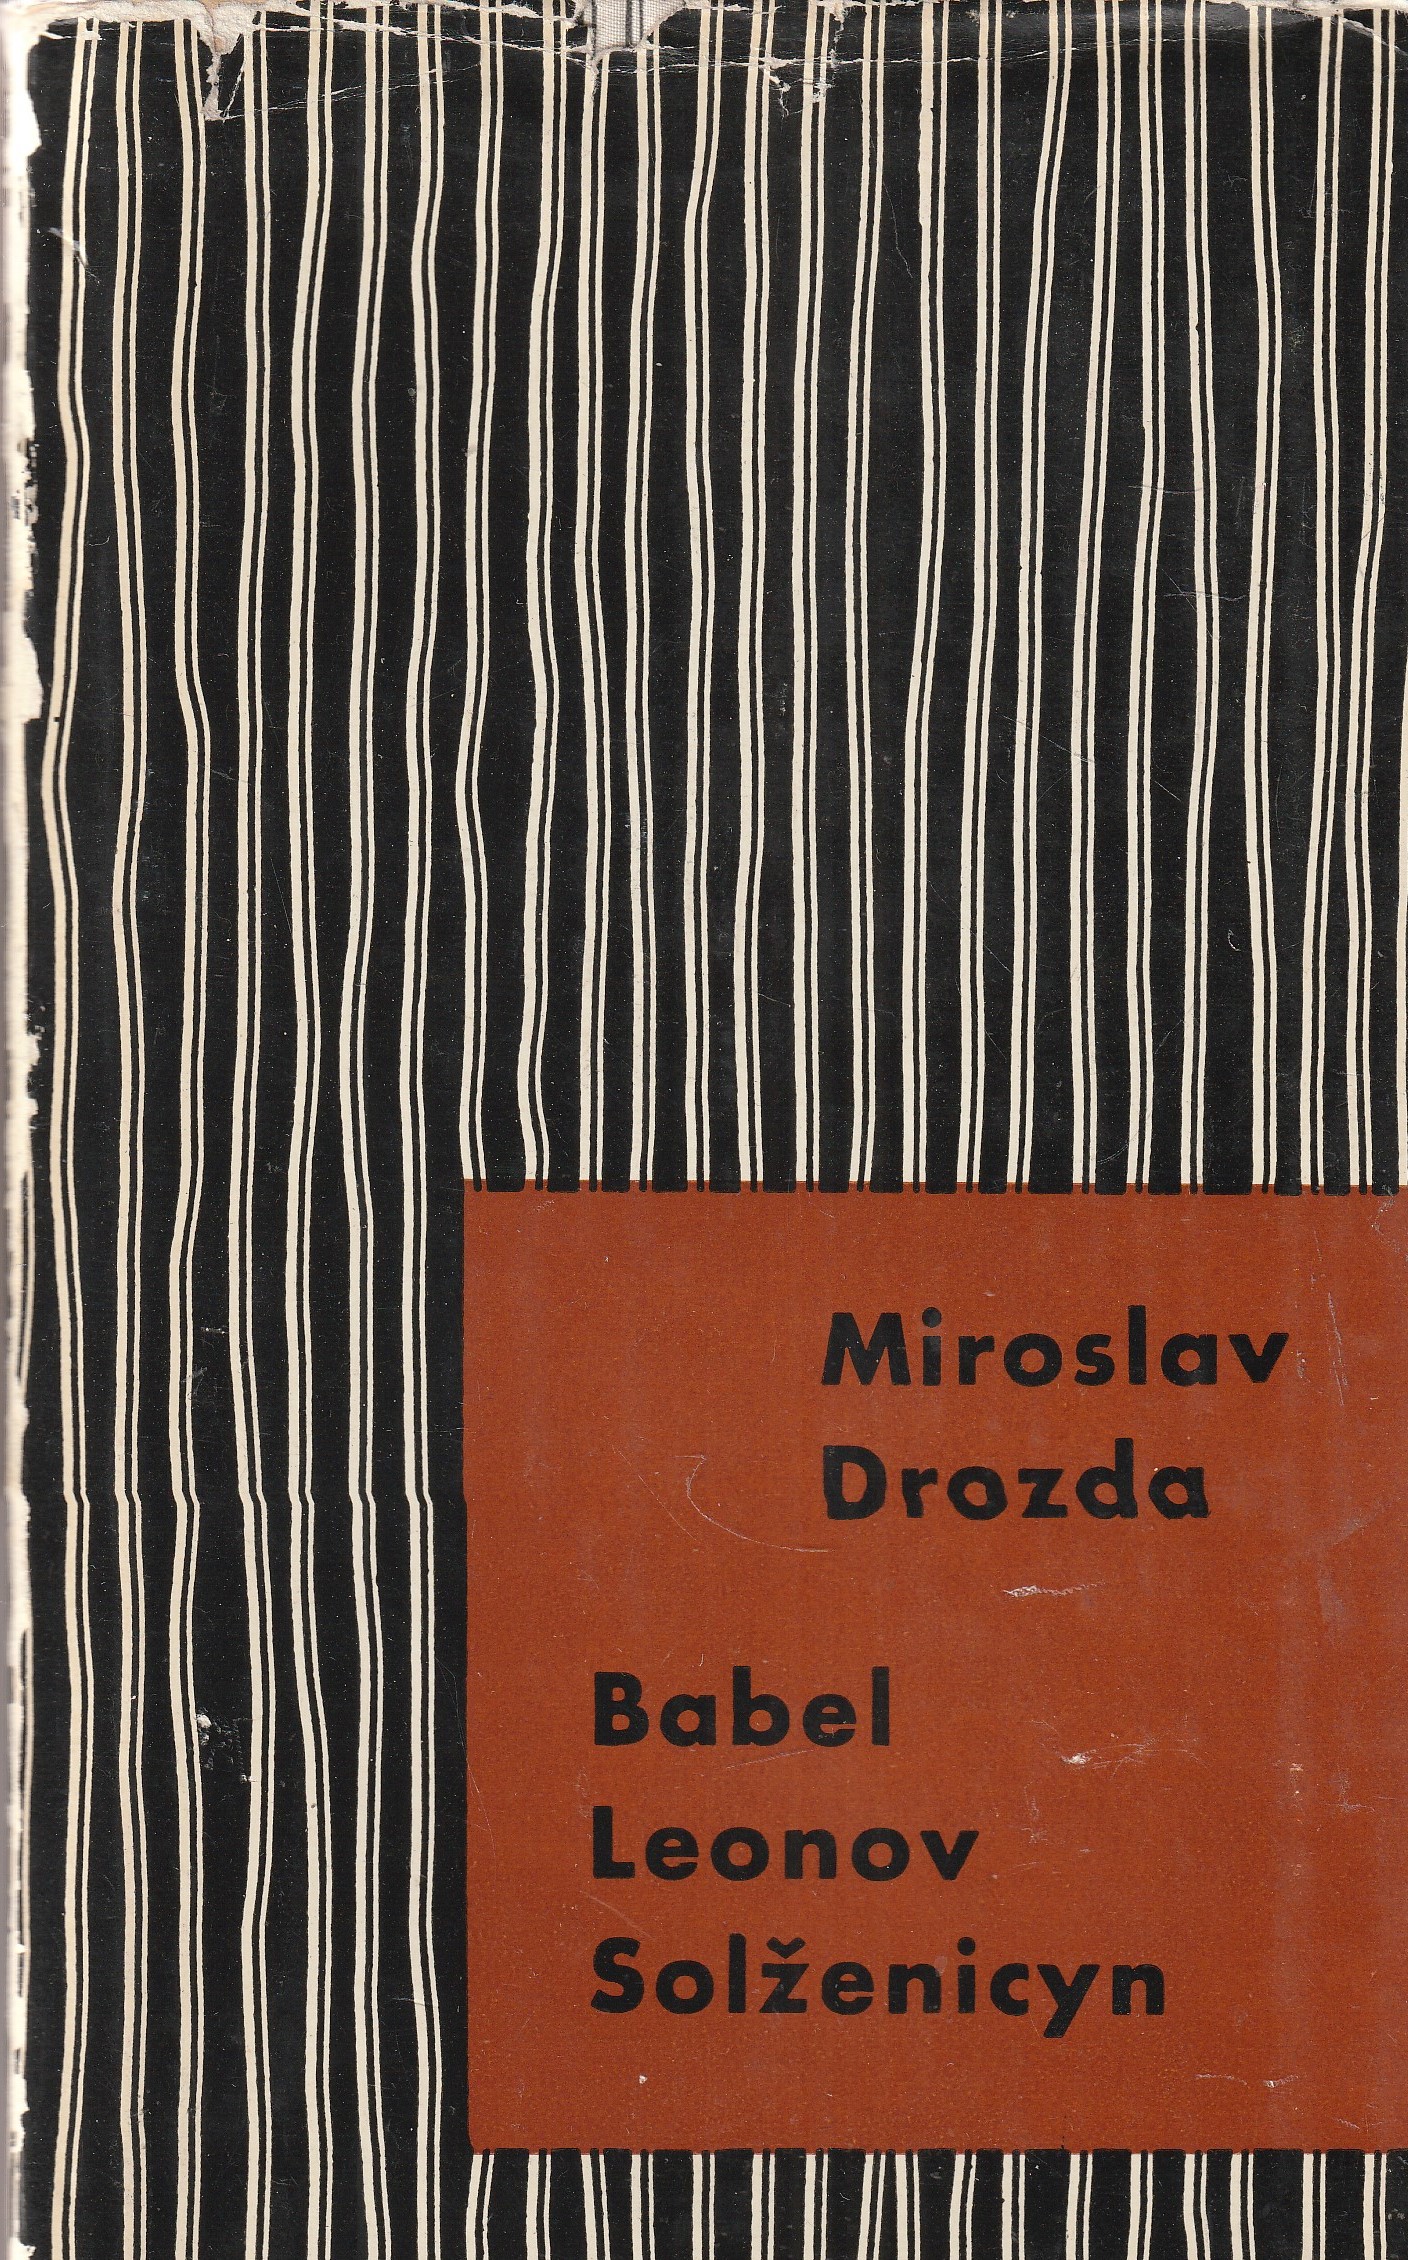 Miroslav
Drozda
Babel
Leonov
Solženicyn